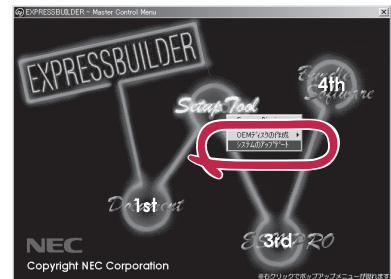 EXPRESSBUILDER - Master Control Menu
EXPRESSBUILDER
Setup Tool
4th
Software
OEMディスクの作成
システムのアップデート
1st
3rd
NEC
Copyright NEC Corporation
※右クリックでポップアップメニューが現れます